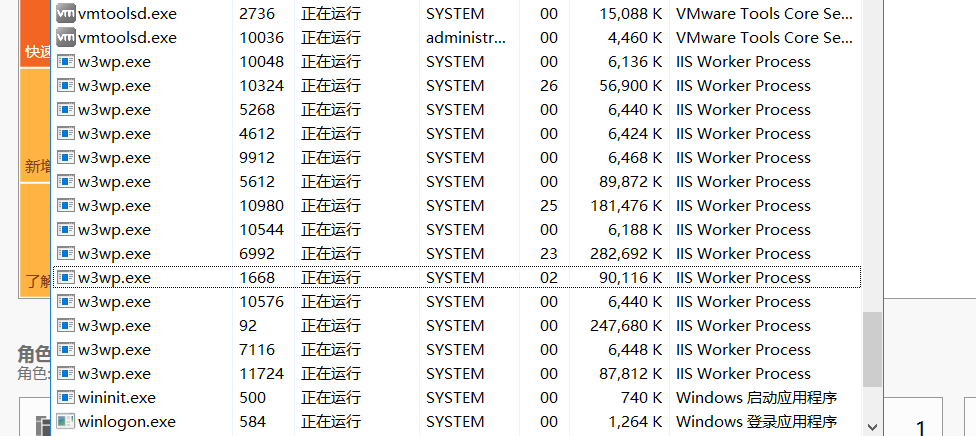 vmtoolsd.exe 2736 正在运行 SYSTEM 00 15,088 K VMware Tools Core Se...
快速
vmtoolsd.exe 10036 正在运行 administr... 00 4,460 K VMware Tools Core Se...
w3wp.exe 10048 正在运行 SYSTEM 00 6,136 K IIS Worker Process
w3wp.exe 10324 正在运行 SYSTEM 26 56,900 K IIS Worker Process
w3wp.exe 5268 正在运行 SYSTEM 00 6,440 K IIS Worker Process
w3wp.exe 4612 正在运行 SYSTEM 00 6,424 K IIS Worker Process
w3wp.exe 9912 正在运行 SYSTEM 00 6,468 K IIS Worker Process
新增
w3wp.exe 5612 正在运行 SYSTEM 00 89,872 K IIS Worker Process
w3wp.exe 10980 正在运行 SYSTEM 25 181,476 K IIS Worker Process
w3wp.exe 10544 正在运行 SYSTEM 00 6,188 K IIS Worker Process
w3wp.exe 6992 正在运行 SYSTEM 23 282,692 K IIS Worker Process
了解
w3wp.exe 1668 正在运行 SYSTEM 02 90,116 K IIS Worker Process
w3wp.exe 10576 正在运行 SYSTEM 00 6,440 K IIS Worker Process
w3wp.exe 92 正在运行 SYSTEM 00 247,680 K IIS Worker Process
角色
w3wp.exe 7116 正在运行 SYSTEM 00 6,448 K IIS Worker Process
角色:
w3wp.exe 11724 正在运行 SYSTEM 00 87,812 K IIS Worker Process
wininit.exe 500 正在运行 SYSTEM 00 740 K Windows 启动应用程序
winlogon.exe 584 正在运行 SYSTEM 00 1,264 K Windows 登录应用程序
1